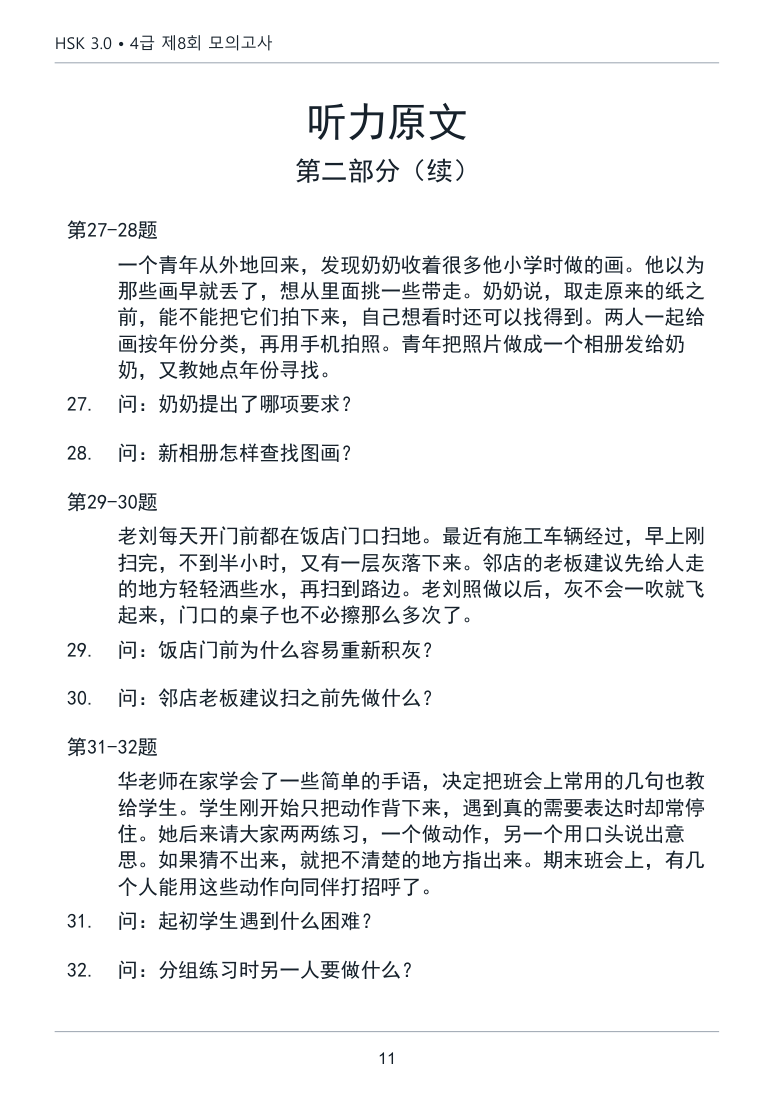 HSK 3.0 • 4급 제8회 모의고사
听力原文
第二部分（续）
第27-28题
一个青年从外地回来，发现奶奶收着很多他小学时做的画。他以为
那些画早就丢了，想从里面挑一些带走。奶奶说，取走原来的纸之
前，能不能把它们拍下来，自己想看时还可以找得到。两人一起给
画按年份分类，再用手机拍照。青年把照片做成一个相册发给奶
奶，又教她点年份寻找。
27. 问：奶奶提出了哪项要求？
28. 问：新相册怎样查找图画？
第29-30题
老刘每天开门前都在饭店门口扫地。最近有施工车辆经过，早上刚
扫完，不到半小时，又有一层灰落下来。邻店的老板建议先给人走
的地方轻轻洒些水，再扫到路边。老刘照做以后，灰不会一吹就飞
起来，门口的桌子也不必擦那么多次了。
29. 问：饭店门前为什么容易重新积灰？
30. 问：邻店老板建议扫之前先做什么？
第31-32题
华老师在家学会了一些简单的手语，决定把班会上常用的几句也教
给学生。学生刚开始只把动作背下来，遇到真的需要表达时却常停
住。她后来请大家两两练习，一个做动作，另一个用口头说出意
思。如果猜不出来，就把不清楚的地方指出来。期末班会上，有几
个人能用这些动作向同伴打招呼了。
31. 问：起初学生遇到什么困难？
32. 问：分组练习时另一人要做什么？
11